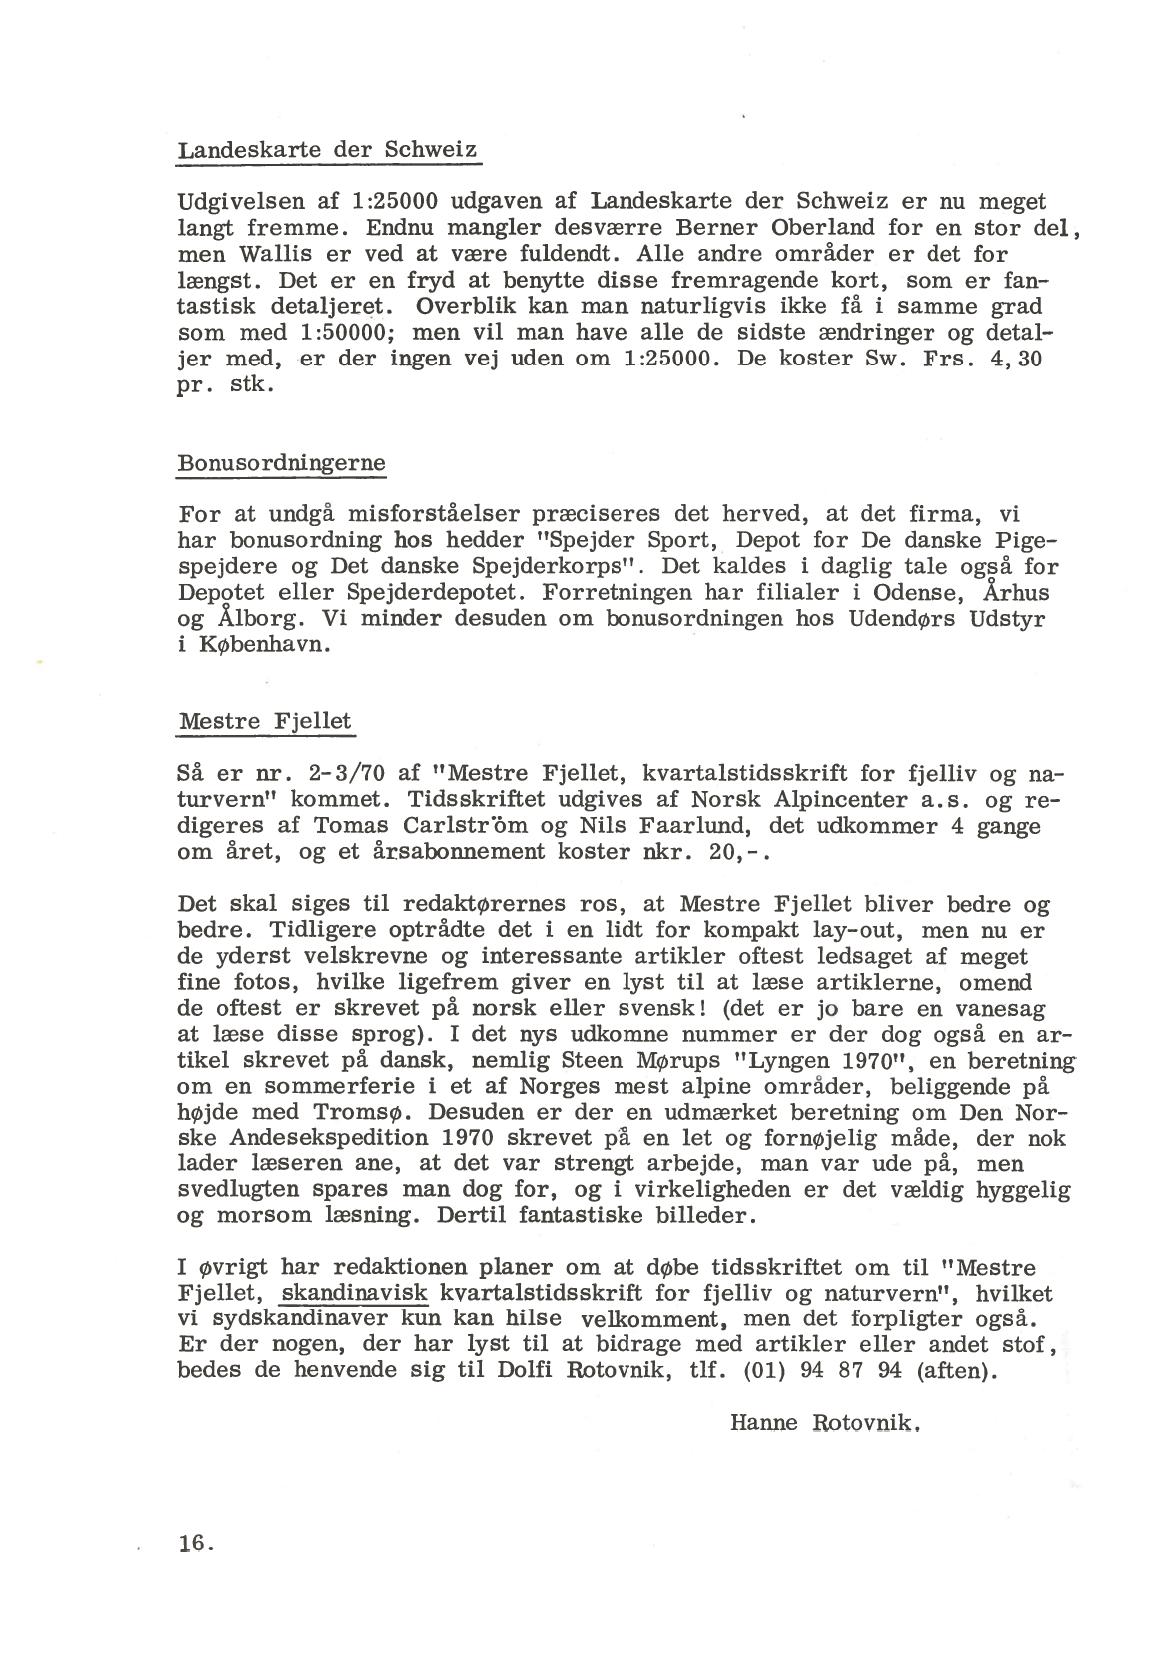 Landeskarte der Schweiz
Udgivelsen af 1:25000 udgaven af Landeskarte der Schweiz er nu meget
langt fremme. Endnu mangler desværre Berner Oberland for en stor del,
men Wallis er ved at være fuldendt. Alle andre områder er det for
længst. Det er en fryd at benytte disse fremragende kort, som er fan-
tastisk detaljeret. Overblik kan man naturligvis ikke få i samme grad
som med 1:50000; men vil man have alle de sidste ændringer og detal-
jer med, er der ingen vej uden om 1:25000. De koster Sw. Frs. 4,30
pr. stk.
Bonusordningerne
For at undgå misforståelser præciseres det herved, at det firma, vi
har bonusordning hos hedder "Spejder Sport, Depot for De danske Pige-
spejdere og Det danske Spejderkorps". Det kaldes i daglig tale også for
Depotet eller Spejderdepotet. Forretningen har filialer i Odense, Århus
og Ålborg. Vi minder desuden om bonusordningen hos Udendørs Udstyr
i København.
Mestre Fjellet
Så er nr. 2-3/70 af "Mestre Fjellet, kvartalstidsskrift for fjelliv og na-
turvern" kommet. Tidsskriftet udgives af Norsk Alpincenter a.s. og re-
digeres af Tomas Carlström og Nils Faarlund, det udkommer 4 gange
om året, og et årsabonnement koster nkr. 20,-.
Det skal siges til redaktørernes ros, at Mestre Fjellet bliver bedre og
bedre. Tidligere optrådte det i en lidt for kompakt lay-out, men nu er
de yderst velskrevne og interessante artikler oftest ledsaget af meget
fine fotos, hvilke ligefrem giver en lyst til at læse artiklerne, omend
de oftest er skrevet på norsk eller svensk! (det er jo bare en vanesag
at læse disse sprog). I det nys udkomne nummer er der dog også en ar-
tikel skrevet på dansk, nemlig Steen Mørups "Lyngen 1970", en beretning
om en sommerferie i et af Norges mest alpine områder, beliggende på
højde med Tromsø. Desuden er der en udmærket beretning om Den Nor-
ske Andesekspedition 1970 skrevet på en let og fornøjelig måde, der nok
lader læseren ane, at det var strengt arbejde, man var ude på, men
svedlugten spares man dog for, og i virkeligheden er det vældig hyggelig
og morsom læsning. Dertil fantastiske billeder.
I øvrigt har redaktionen planer om at døbe tidsskriftet om til "Mestre
Fjellet, skandinavisk kvartalstidsskrift for fjelliv og naturvern", hvilket
vi sydskandinaver kun kan hilse velkomment, men det forpligter også.
Er der nogen, der har lyst til at bidrage med artikler eller andet stof,
bedes de henvende sig til Dolfi Rotovnik, tlf. (01) 94 87 94 (aften).
Hanne Rotovnik.
16.